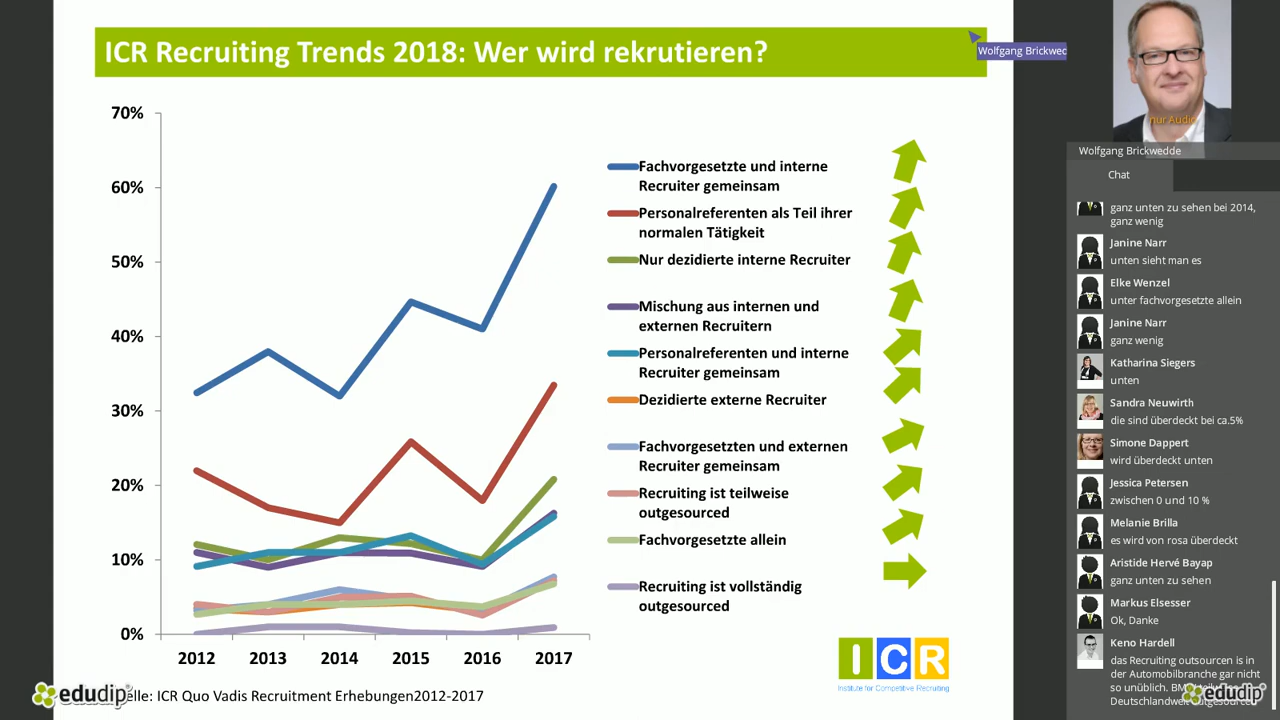 ICR Recruiting Trends 2018: Wer wird rekrutieren?
Wolfgang Brickwec
70%
60%
50%
40%
30%
20%
10%
0%
2012 2013 2014 2015 2016 2017
Fachvorgesetzte und interne
Recruiter gemeinsam
Personalreferenten als Teil ihrer
normalen Tätigkeit
Nur dezidierte interne Recruiter
Mischung aus internen und
externen Recruitern
Personalreferenten und interne
Recruiter gemeinsam
Dezidierte externe Recruiter
Fachvorgesetzten und externen
Recruiter gemeinsam
Recruiting ist teilweise
outgesourced
Fachvorgesetzte allein
Recruiting ist vollständig
outgesourced
ICR
Institute for Competitive Recruiting
edudip
lle: ICR Quo Vadis Recruitment Erhebungen2012-2017
nur Audio
Wolfgang Brickwedde
Chat
ganz unten zu sehen bei 2014,
ganz wenig
Janine Narr
unten sieht man es
Elke Wenzel
unter fachvorgesetzte allein
Janine Narr
ganz wenig
Katharina Siegers
unten
Sandra Neuwirth
die sind überdeckt bei ca.5%
Simone Dappert
wird überdeckt unten
Jessica Petersen
zwischen 0 und 10 %
Melanie Brilla
es wird von rosa überdeckt
Aristide Hervé Bayap
ganz unten zu sehen
Markus Elsesser
Ok, Danke
Keno Hardell
das Recruiting outsourcen is in
der Automobilbranche gar nicht
so unüblich. BM
Deutschlandweit
edudip